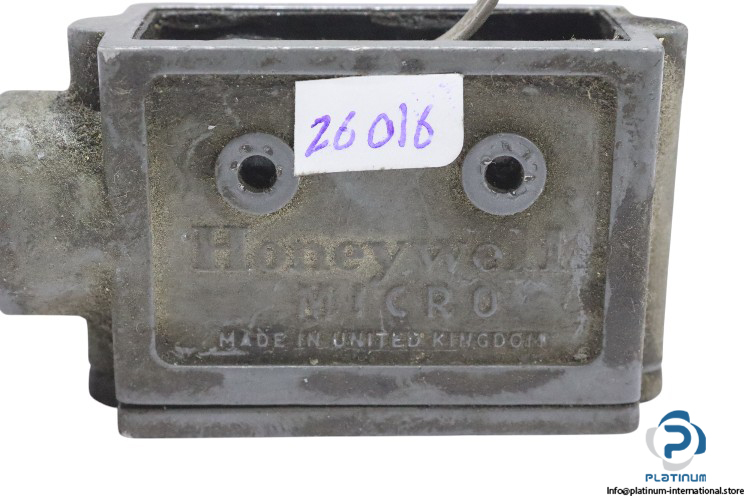 26016
Honeywell
MICRO
MADE IN UNITED KINGDOM
PLATINUM
Info@platinum-international.store